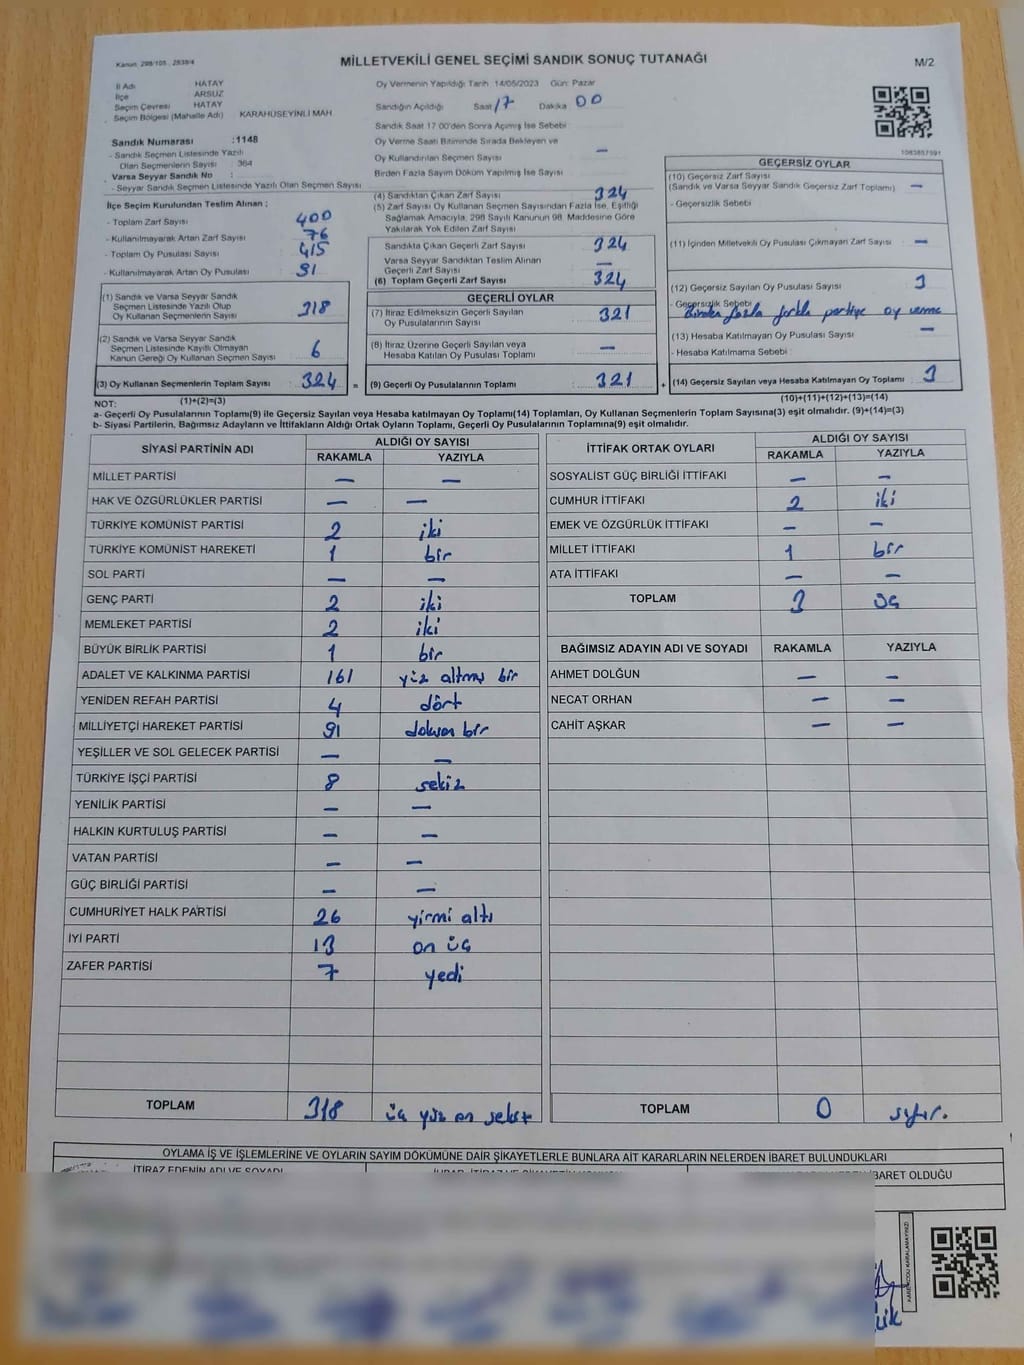 Kanun: 298/105 , 2839/4
MİLLETVEKİLİ GENEL SEÇİMİ SANDIK SONUÇ TUTANAĞI
M/2
İl Adı HATAY
İlçe ARSUZ
Seçim Çevresi HATAY
Seçim Bölgesi (Mahalle Adı) KARAHÜSEYİNLİ MAH.
Sandık Numarası :1148
- Sandık Seçmen Listesinde Yazılı
Olan Seçmenlerin Sayısı : 364
Varsa Seyyar Sandık No :
- Seyyar Sandık Seçmen Listesinde Yazılı Olan Seçmen Sayısı
İlçe Seçim Kurulundan Teslim Alınan ;
- Toplam Zarf Sayısı 400
- Kullanılmayarak Artan Zarf Sayısı 76
- Toplam Oy Pusulası Sayısı 415
- Kullanılmayarak Artan Oy Pusulası 91
(1) Sandık ve Varsa Seyyar Sandık
Seçmen Listesinde Yazılı Olup
Oy Kullanan Seçmenlerin Sayısı 318
(2) Sandık ve Varsa Seyyar Sandık
Seçmen Listesinde Kayıtlı Olmayan
Kanun Gereği Oy Kullanan Seçmen Sayısı 6
(3) Oy Kullanan Seçmenlerin Toplam Sayısı 324 =
Oy Vermenin Yapıldığı Tarih 14/05/2023 Gün: Pazar
Sandığın Açıldığı Saat 17 Dakika 00
Sandık Saat 17:00'den Sonra Açılmış İse Sebebi
Oy Verme Saati Bitiminde Sırada Bekleyen ve
Oy Kullandırılan Seçmen Sayısı —
Birden Fazla Sayım Döküm Yapılmış İse Sayısı
(4) Sandıktan Çıkan Zarf Sayısı 324
(5) Zarf Sayısı Oy Kullanan Seçmen Sayısından Fazla İse, Eşitliği
Sağlamak Amacıyla, 298 Sayılı Kanunun 98. Maddesine Göre
Yakılarak Yok Edilen Zarf Sayısı
Sandıkta Çıkan Geçerli Zarf Sayısı 324
Varsa Seyyar Sandıktan Teslim Alınan
Geçerli Zarf Sayısı —
(6) Toplam Geçerli Zarf Sayısı 324
GEÇERLİ OYLAR
(7) İtiraz Edilmeksizin Geçerli Sayılan
Oy Pusulalarının Sayısı 321
(8) İtiraz Üzerine Geçerli Sayılan veya
Hesaba Katılan Oy Pusulası Toplamı —
(9) Geçerli Oy Pusulalarının Toplamı 321 +
1083857591
GEÇERSİZ OYLAR
(10) Geçersiz Zarf Sayısı
(Sandık ve Varsa Seyyar Sandık Geçersiz Zarf Toplamı) —
- Geçersizlik Sebebi
(11) İçinden Milletvekili Oy Pusulası Çıkmayan Zarf Sayısı —
(12) Geçersiz Sayılan Oy Pusulası Sayısı 3
- Geçersizlik Sebebi :
Birden fazla farklı partiye oy verme
(13) Hesaba Katılmayan Oy Pusulası Sayısı —
- Hesaba Katılmama Sebebi :
(14) Geçersiz Sayılan veya Hesaba Katılmayan Oy Toplamı 3
NOT: (1)+(2)=(3) (10)+(11)+(12)+(13)=(14)
a- Geçerli Oy Pusulalarının Toplamı(9) ile Geçersiz Sayılan veya Hesaba katılmayan Oy Toplamı(14) Toplamları, Oy Kullanan Seçmenlerin Toplam Sayısına(3) eşit olmalıdır. (9)+(14)=(3)
b- Siyasi Partilerin, Bağımsız Adayların ve İttifakların Aldığı Ortak Oyların Toplamı, Geçerli Oy Pusulalarının Toplamına(9) eşit olmalıdır.
SİYASİ PARTİNİN ADI ALDIĞI OY SAYISI
RAKAMLA YAZIYLA
MİLLET PARTİSİ — —
HAK VE ÖZGÜRLÜKLER PARTİSİ — —
TÜRKİYE KOMÜNİST PARTİSİ 2 iki
TÜRKİYE KOMÜNİST HAREKETİ 1 bir
SOL PARTİ — —
GENÇ PARTİ 2 iki
MEMLEKET PARTİSİ 2 iki
BÜYÜK BİRLİK PARTİSİ 1 bir
ADALET VE KALKINMA PARTİSİ 161 yüz altmış bir
YENİDEN REFAH PARTİSİ 4 dört
MİLLİYETÇİ HAREKET PARTİSİ 91 doksan bir
YEŞİLLER VE SOL GELECEK PARTİSİ — —
TÜRKİYE İŞÇİ PARTİSİ 8 sekiz
YENİLİK PARTİSİ — —
HALKIN KURTULUŞ PARTİSİ — —
VATAN PARTİSİ — —
GÜÇ BİRLİĞİ PARTİSİ — —
CUMHURİYET HALK PARTİSİ 26 yirmi altı
İYİ PARTİ 13 on üç
ZAFER PARTİSİ 7 yedi
TOPLAM 318 üç yüz on sekiz
İTTİFAK ORTAK OYLARI ALDIĞI OY SAYISI
RAKAMLA YAZIYLA
SOSYALİST GÜÇ BİRLİĞİ İTTİFAKI — —
CUMHUR İTTİFAKI 2 iki
EMEK VE ÖZGÜRLÜK İTTİFAKI — —
MİLLET İTTİFAKI 1 bir
ATA İTTİFAKI — —
TOPLAM 3 üç
BAĞIMSIZ ADAYIN ADI VE SOYADI RAKAMLA YAZIYLA
AHMET DOLĞUN — —
NECAT ORHAN — —
CAHİT AŞKAR — —
TOPLAM 0 sıfır.
OYLAMA İŞ VE İŞLEMLERİNE VE OYLARIN SAYIM DÖKÜMÜNE DAİR ŞİKAYETLERLE BUNLARA AİT KARARLARIN NELERDEN İBARET BULUNDUKLARI
İTİRAZ EDENİN ADI VE SOYADI
İBARET OLDUĞU
KAREKODU KARALAMAYINIZ!